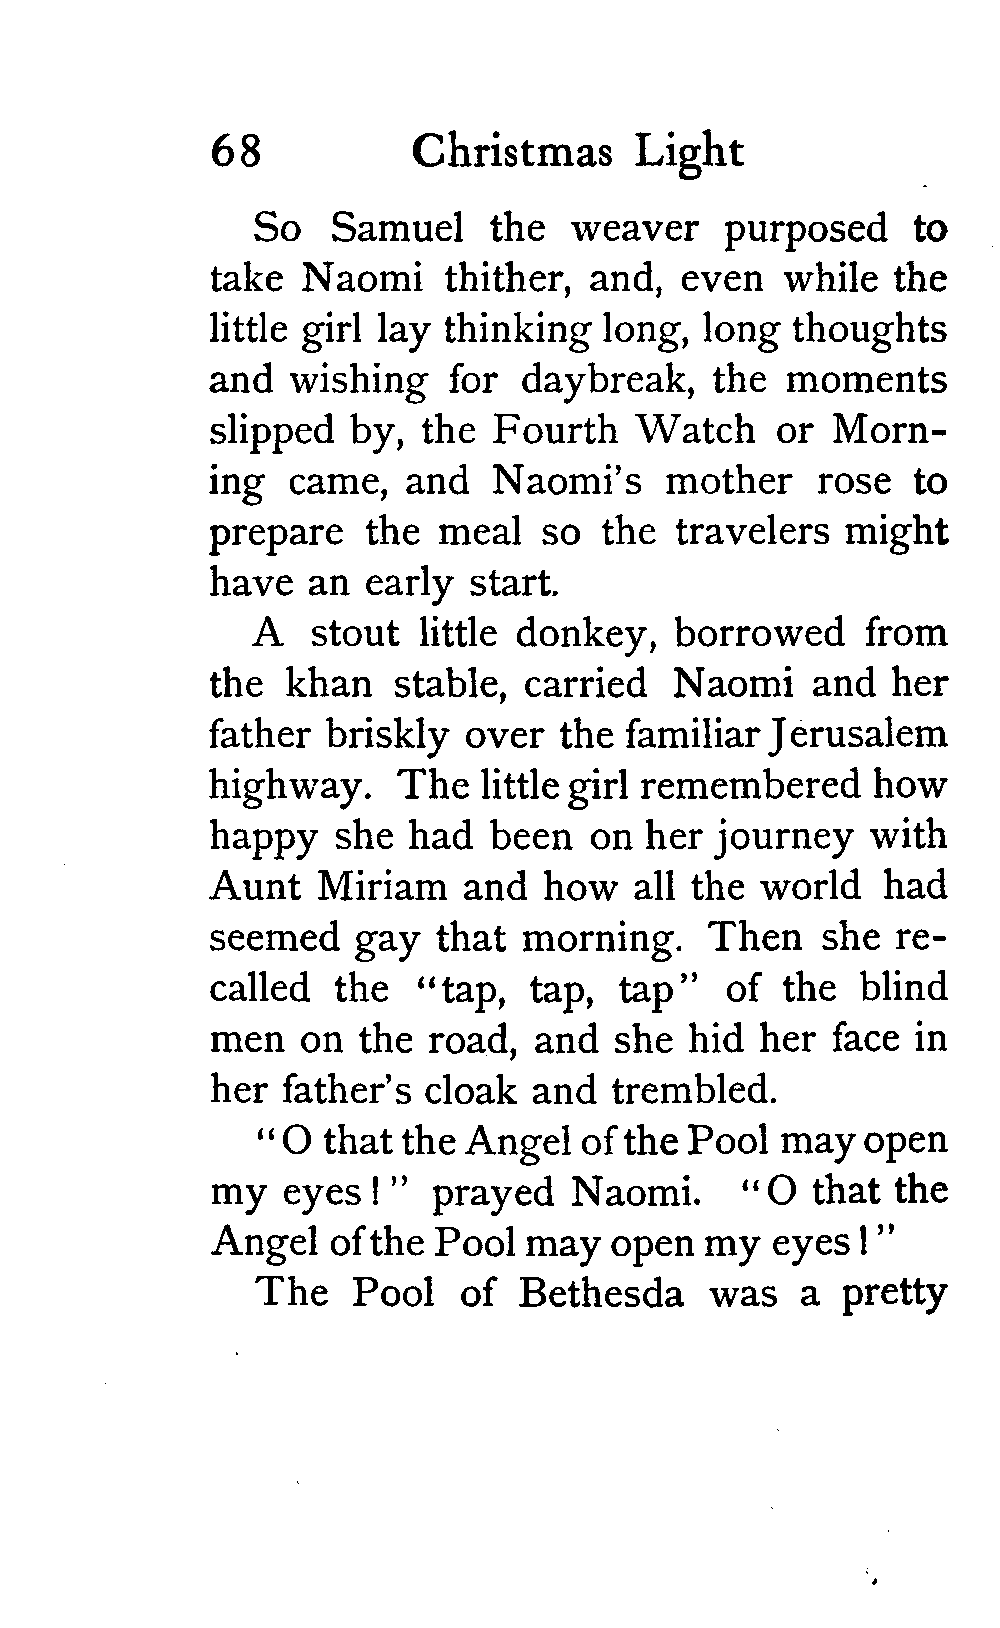 68 Christmas Light
So Samuel the weaver purposed to
take Naomi thither, and, even while the
little girl lay thinking long, long thoughts
and wishing for daybreak, the moments
slipped by, the Fourth Watch or Morn-
ing came, and Naomi's mother rose to
prepare the meal so the travelers might
have an early start.
A stout little donkey, borrowed from
the khan stable, carried Naomi and her
father briskly over the familiar Jerusalem
highway. The little girl remembered how
happy she had been on her journey with
Aunt Miriam and how all the world had
seemed gay that morning. Then she re-
called the "tap, tap, tap" of the blind
men on the road, and she hid her face in
her father's cloak and trembled.
"O that the Angel of the Pool may open
my eyes!" prayed Naomi. "O that the
Angel of the Pool may open my eyes!"
The Pool of Bethesda was a pretty